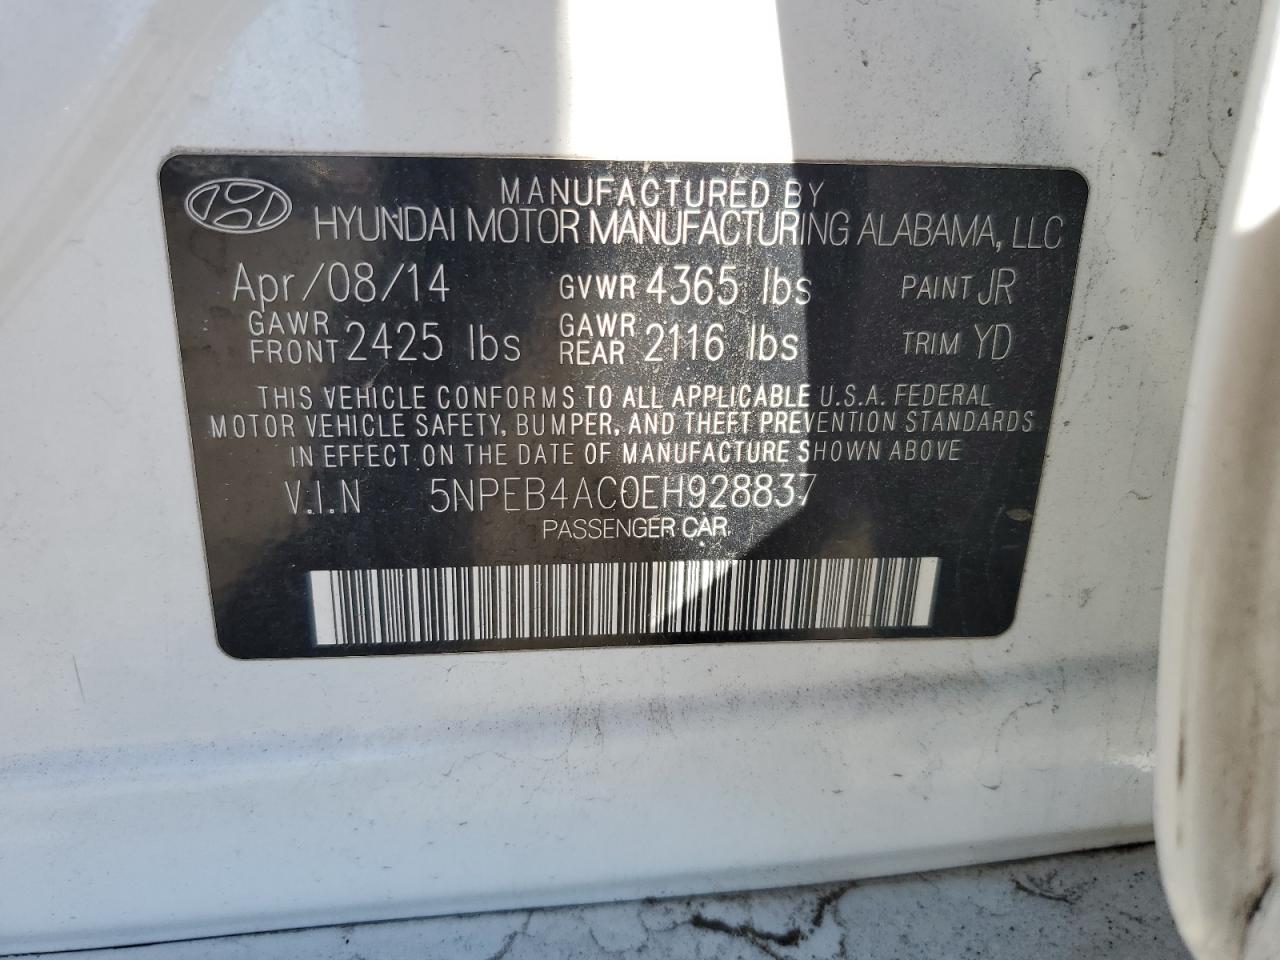 MANUFACTURED BY
HYUNDAI MOTOR MANUFACTURING ALABAMA, LLC
Apr/08/14 GVWR 4365 lbs PAINT JR
GAWR FRONT 2425 lbs GAWR REAR 2116 lbs TRIM YD
THIS VEHICLE CONFORMS TO ALL APPLICABLE U.S.A. FEDERAL
MOTOR VEHICLE SAFETY, BUMPER, AND THEFT PREVENTION STANDARDS
IN EFFECT ON THE DATE OF MANUFACTURE SHOWN ABOVE
V.I.N 5NPEB4AC0EH928837
PASSENGER CAR